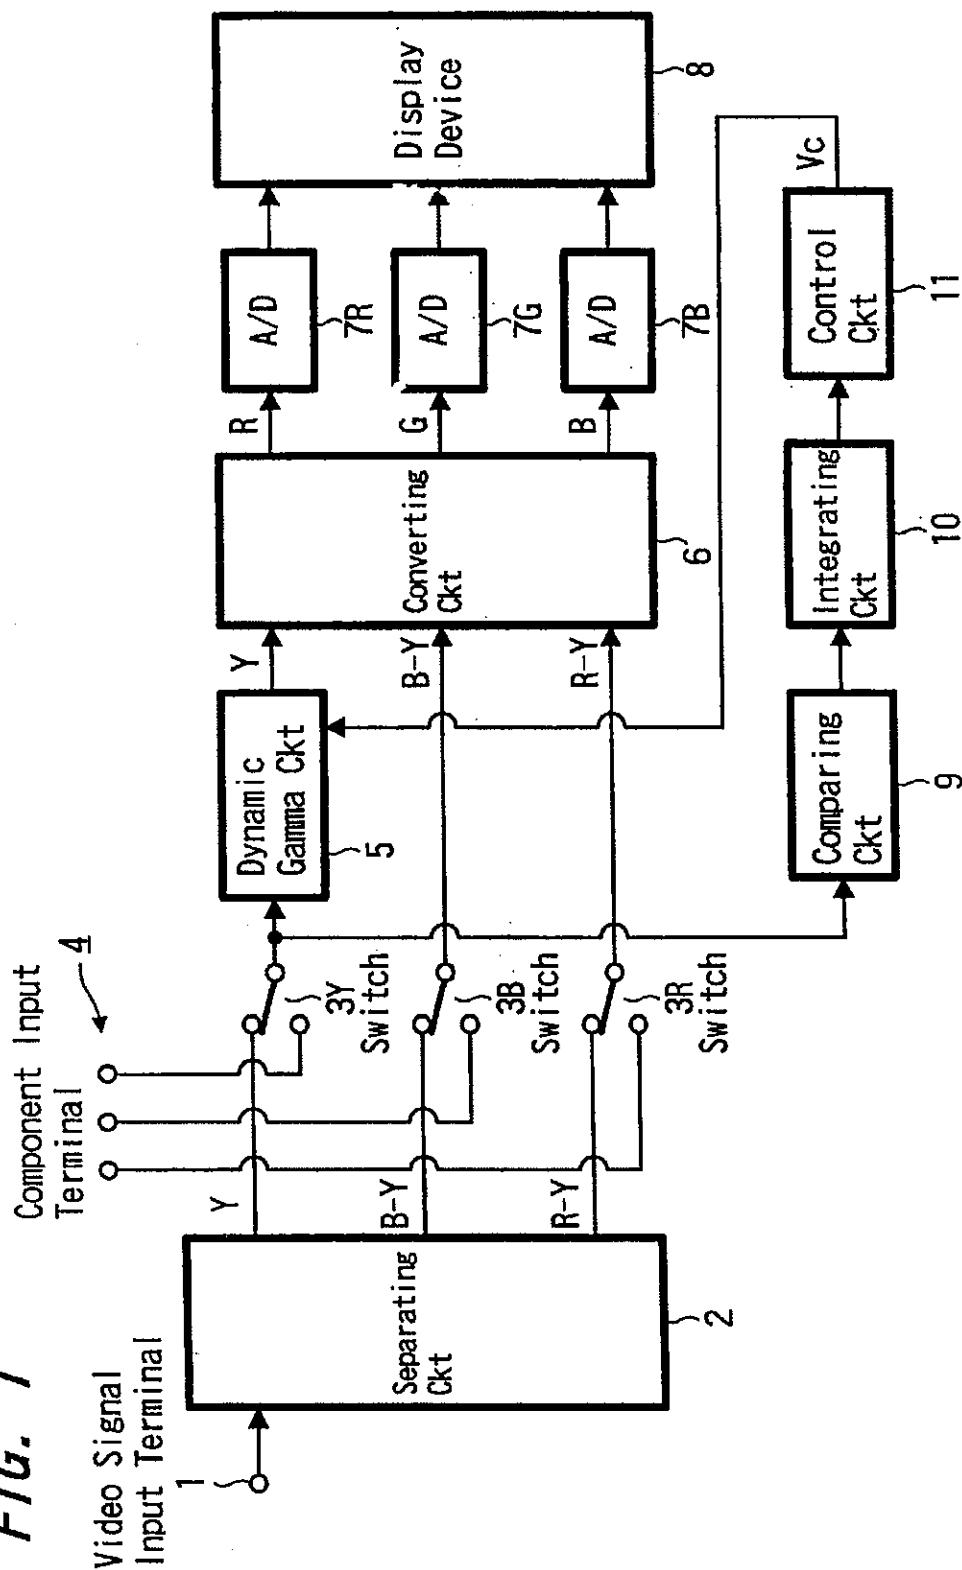 FIG. 1
Video Signal
Input Terminal
1
Component Input
Terminal
4
Separating
Ckt
2
Y
B-Y
R-Y
3Y
Switch
3B
Switch
3R
Switch
Dynamic
Gamma Ckt
5
Y
B-Y
R-Y
Converting
Ckt
6
R
G
B
A/D
7R
A/D
7G
A/D
7B
Display
Device
8
Comparing
Ckt
9
Integrating
Ckt
10
Control
Ckt
11
Vc